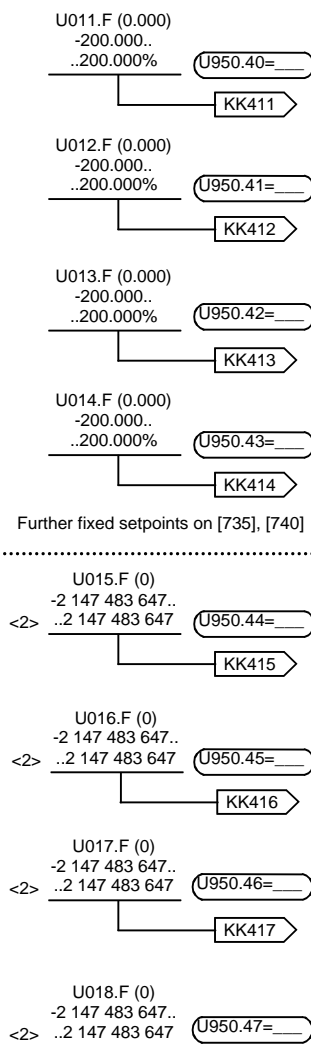 U011.F (0.000)
-200.000..
..200.000% U950.40=___
KK411
U012.F (0.000)
-200.000..
..200.000% U950.41=___
KK412
U013.F (0.000)
-200.000..
..200.000% U950.42=___
KK413
U014.F (0.000)
-200.000..
..200.000% U950.43=___
KK414
Further fixed setpoints on [735], [740]
U015.F (0)
-2 147 483 647..
<2> ..2 147 483 647 U950.44=___
KK415
U016.F (0)
-2 147 483 647..
<2> ..2 147 483 647 U950.45=___
KK416
U017.F (0)
-2 147 483 647..
<2> ..2 147 483 647 U950.46=___
KK417
U018.F (0)
-2 147 483 647..
<2> ..2 147 483 647 U950.47=___